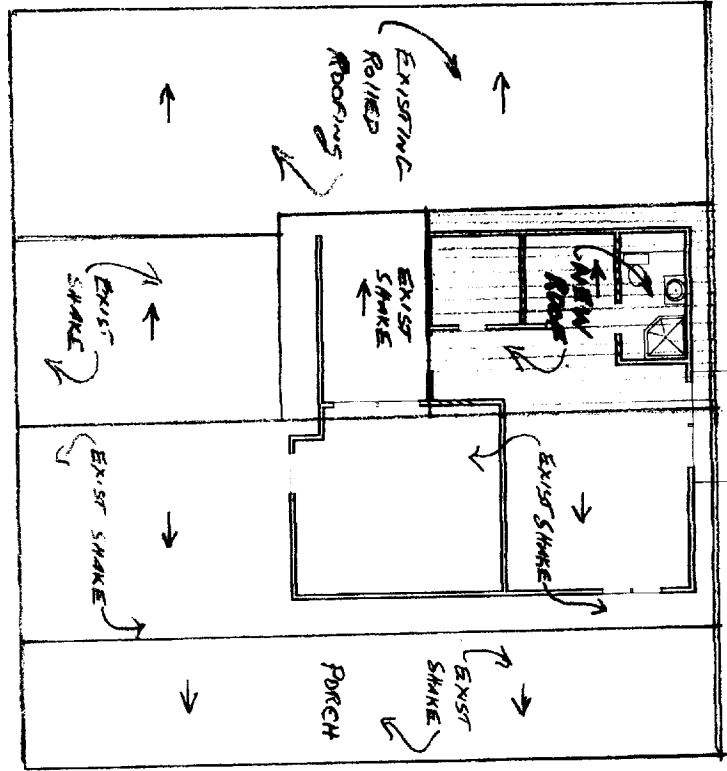 EXISTING
ROLLED
ROOFING
EXIST
SHAKE
EXIST
SHAKE
NEW
ROOF
EXIST SHAKE
EXIST SHAKE
EXIST
SHAKE
PORCH